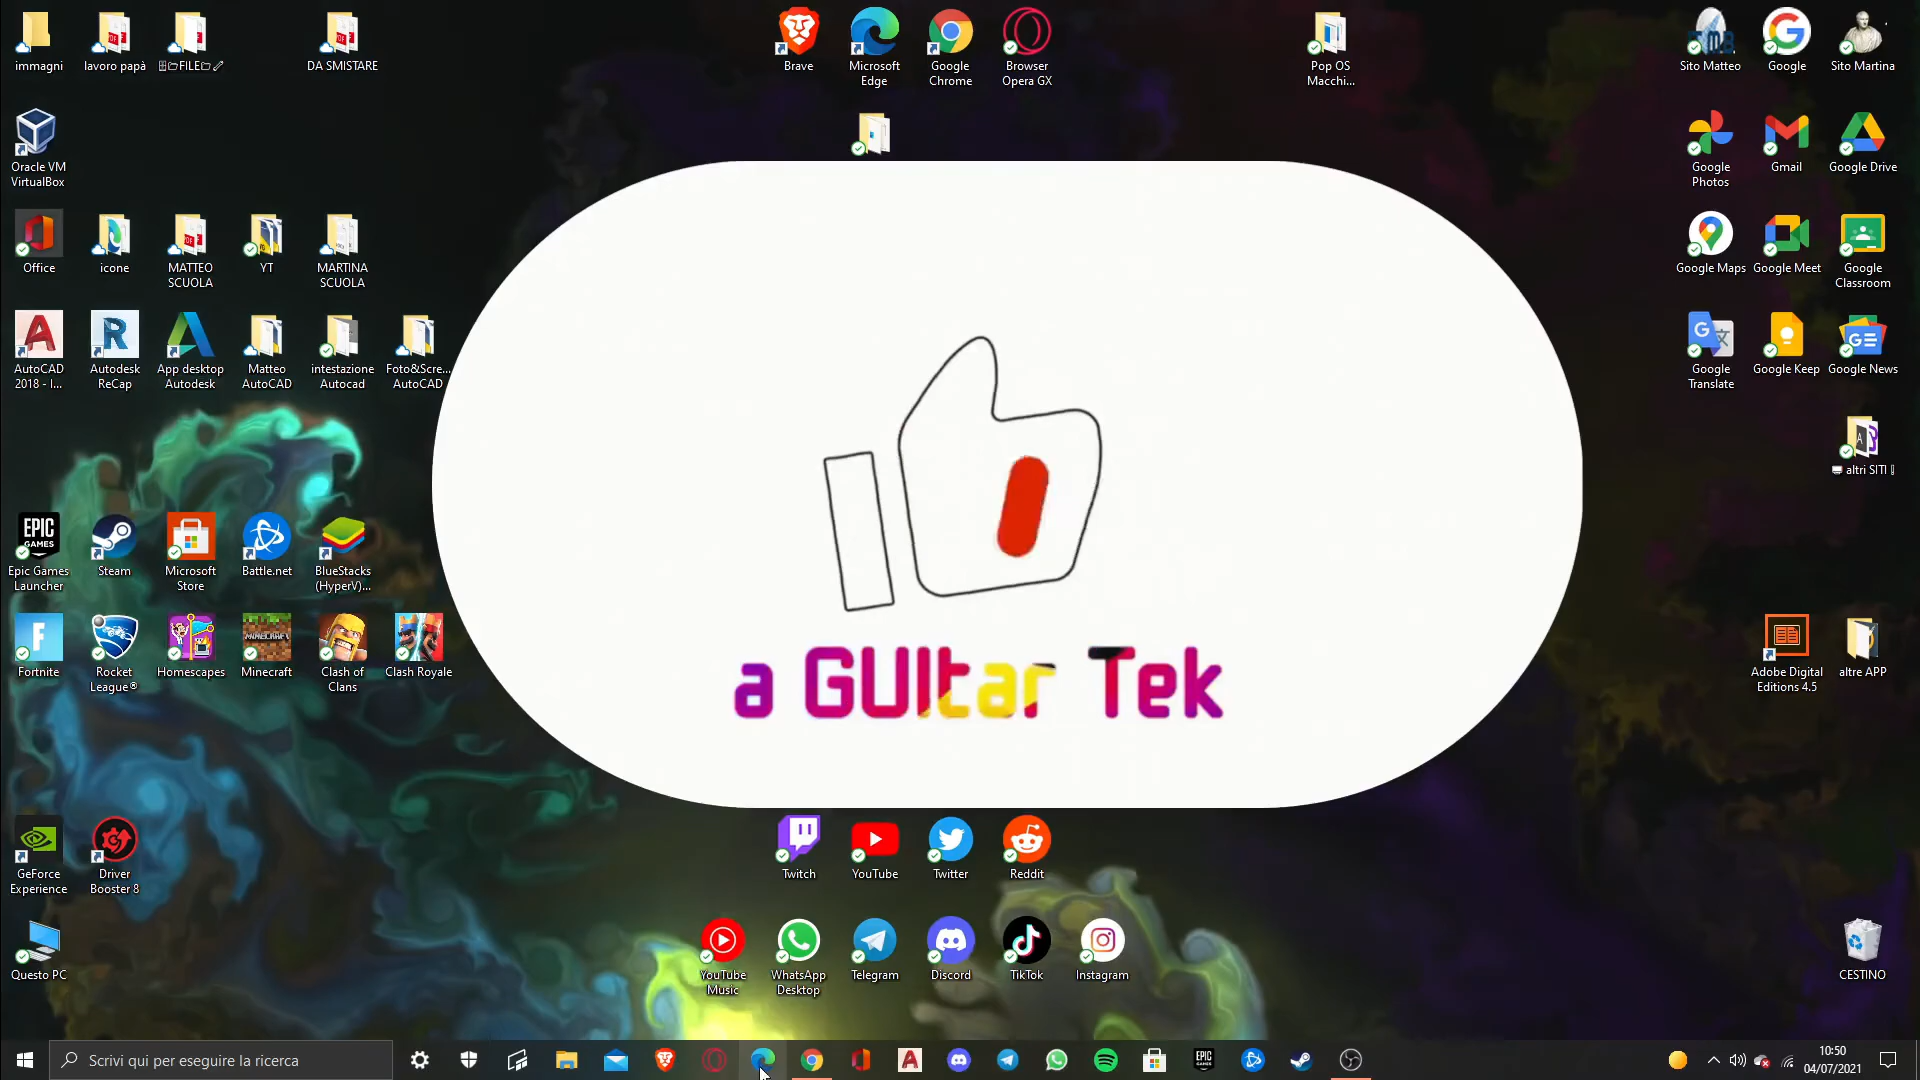 immagni
lavoro papà
🗄🗁FILE🗁🖊
DA SMISTARE
Brave
Microsoft
Edge
Google
Chrome
Browser
Opera GX
Pop OS
Macchi...
Sito Matteo
Google
Sito Martina
Oracle VM
VirtualBox
Google
Photos
Gmail
Google Drive
Office
icone
MATTEO
SCUOLA
YT
MARTINA
SCUOLA
Google Maps
Google Meet
Google
Classroom
AutoCAD
2018 - I...
Autodesk
ReCap
App desktop
Autodesk
Matteo
AutoCAD
intestazione
Autocad
Foto&Scre...
AutoCAD
Google
Translate
Google Keep
Google News
altri SITI
EPIC
GAMES
Epic Games
Launcher
Steam
Microsoft
Store
Battle.net
BlueStacks
(HyperV)...
Fortnite
Rocket
League®
Homescapes
MINECRAFT
Minecraft
Clash of
Clans
Clash Royale
Adobe Digital
Editions 4.5
altre APP
a GUItar Tek
GeForce
Experience
Driver
Booster 8
Twitch
YouTube
Twitter
Reddit
Questo PC
YouTube
Music
WhatsApp
Desktop
Telegram
Discord
TikTok
Instagram
CESTINO
Scrivi qui per eseguire la ricerca
10:50
04/07/2021